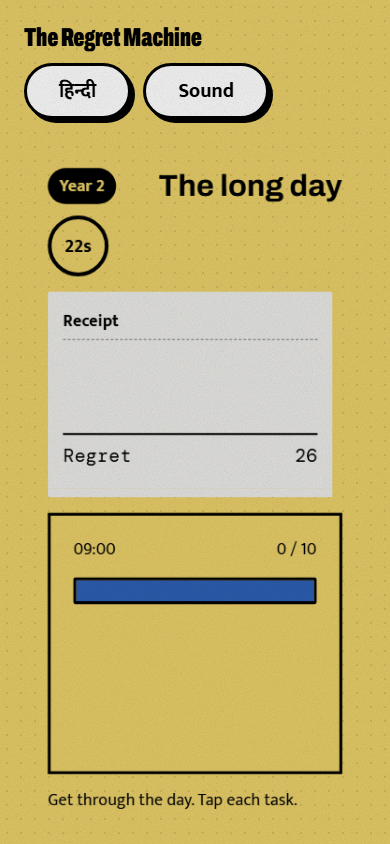 The Regret Machine
हिन्दी
Sound
Year 2
The long day
22s
Receipt
Regret 26
09:00 0 / 10
Get through the day. Tap each task.